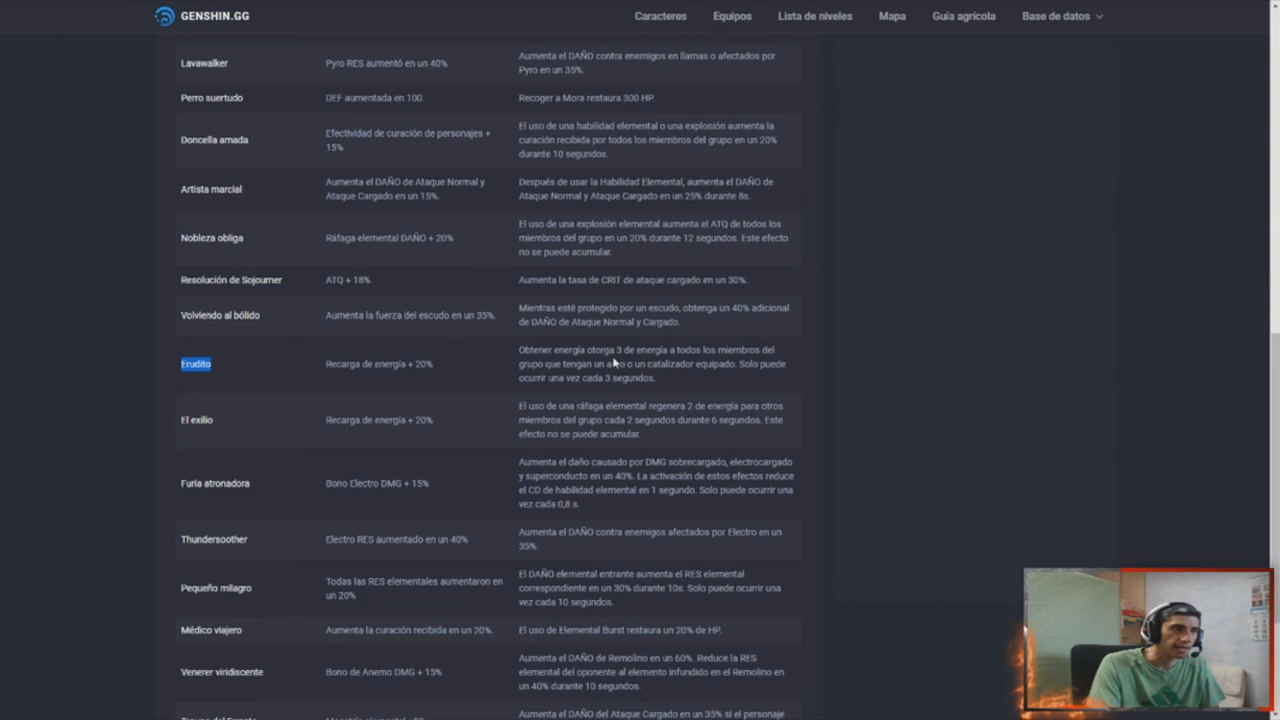 GENSHIN.GG
Caracteres
Equipos
Lista de niveles
Mapa
Guía agrícola
Base de datos
Lavawalker
Pyro RES aumentó en un 40%
Aumenta el DAÑO contra enemigos en llamas o afectados por
Pyro en un 35%.
Perro suertudo
DEF aumentada en 100.
Recoger a Mora restaura 300 HP.
Doncella amada
Efectividad de curación de personajes +
15%
El uso de una habilidad elemental o una explosión aumenta la
curación recibida por todos los miembros del grupo en un 20%
durante 10 segundos.
Artista marcial
Aumenta el DAÑO de Ataque Normal y
Ataque Cargado en un 15%.
Después de usar la Habilidad Elemental, aumenta el DAÑO de
Ataque Normal y Ataque Cargado en un 25% durante 8s.
Nobleza obliga
Ráfaga elemental DAÑO + 20%
El uso de una explosión elemental aumenta el ATQ de todos los
miembros del grupo en un 20% durante 12 segundos. Este efecto
no se puede acumular.
Resolución de Sojourner
ATQ + 18%
Aumenta la tasa de CRIT de ataque cargado en un 30%.
Volviendo al bólido
Aumenta la fuerza del escudo en un 35%.
Mientras esté protegido por un escudo, obtenga un 40% adicional
de DAÑO de Ataque Normal y Cargado.
Erudito
Recarga de energía + 20%
Obtener energía otorga 3 de energía a todos los miembros del
grupo que tengan un o un catalizador equipado. Solo puede
ocurrir una vez cada 3 segundos.
El exilio
Recarga de energía + 20%
El uso de una ráfaga elemental regenera 2 de energía para otros
miembros del grupo cada 2 segundos durante 6 segundos. Este
efecto no se puede acumular.
Furia atronadora
Bono Electro DMG + 15%
Aumenta el daño causado por DMG sobrecargado, electrocargado
y superconducto en un 40%. La activación de estos efectos reduce
el CD de habilidad elemental en 1 segundo. Solo puede ocurrir una
vez cada 0,8 s.
Thundersoother
Electro RES aumentado en un 40%
Aumenta el DAÑO contra enemigos afectados por Electro en un
35%.
Pequeño milagro
Todas las RES elementales aumentaron en
un 20%
El DAÑO elemental entrante aumenta el RES elemental
correspondiente en un 30% durante 10s. Solo puede ocurrir una
vez cada 10 segundos.
Médico viajero
Aumenta la curación recibida en un 20%.
El uso de Elemental Burst restaura un 20% de HP.
Venerer viridiscente
Bono de Anemo DMG + 15%
Aumenta el DAÑO de Remolino en un 60%. Reduce la RES
elemental del oponente al elemento infundido en el Remolino en
un 40% durante 10 segundos.
Aumenta el DAÑO del Ataque Cargado en un 35% si el personaje